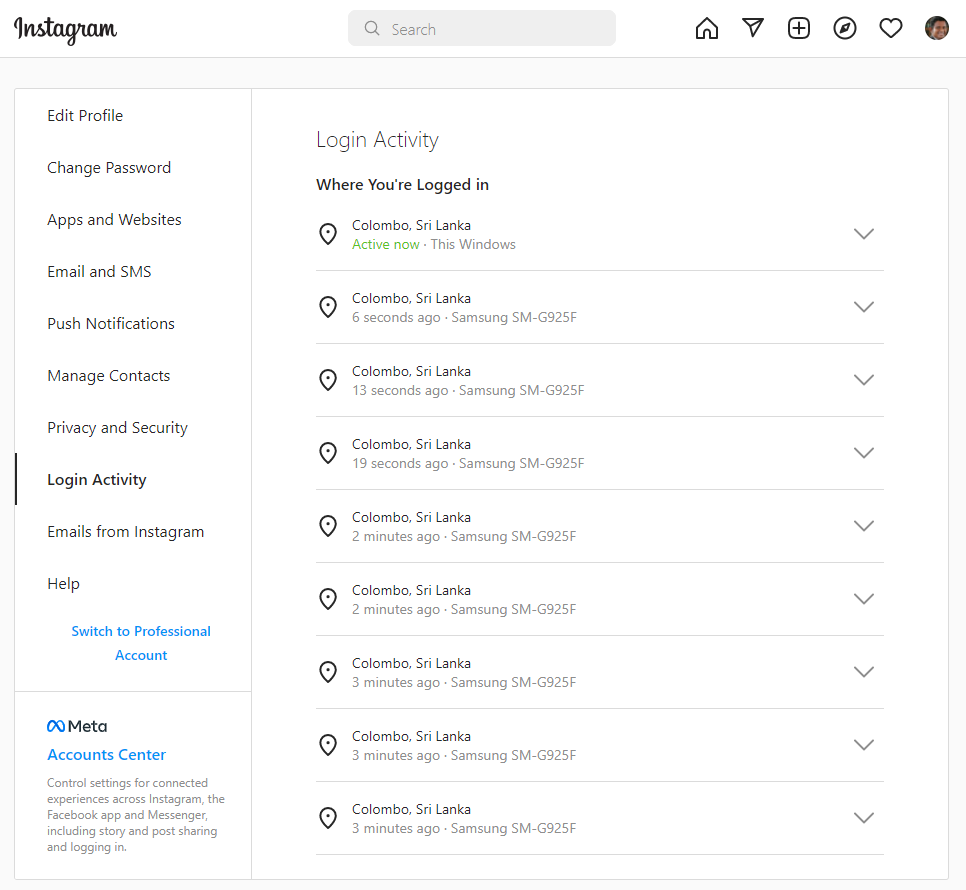 Instagram
Search
Edit Profile
Change Password
Apps and Websites
Email and SMS
Push Notifications
Manage Contacts
Privacy and Security
Login Activity
Emails from Instagram
Help
Switch to Professional
Account
Meta
Accounts Center
Control settings for connected
experiences across Instagram, the
Facebook app and Messenger,
including story and post sharing
and logging in.
Login Activity
Where You're Logged in
Colombo, Sri Lanka
Active now · This Windows
Colombo, Sri Lanka
6 seconds ago · Samsung SM-G925F
Colombo, Sri Lanka
13 seconds ago · Samsung SM-G925F
Colombo, Sri Lanka
19 seconds ago · Samsung SM-G925F
Colombo, Sri Lanka
2 minutes ago · Samsung SM-G925F
Colombo, Sri Lanka
2 minutes ago · Samsung SM-G925F
Colombo, Sri Lanka
3 minutes ago · Samsung SM-G925F
Colombo, Sri Lanka
3 minutes ago · Samsung SM-G925F
Colombo, Sri Lanka
3 minutes ago · Samsung SM-G925F